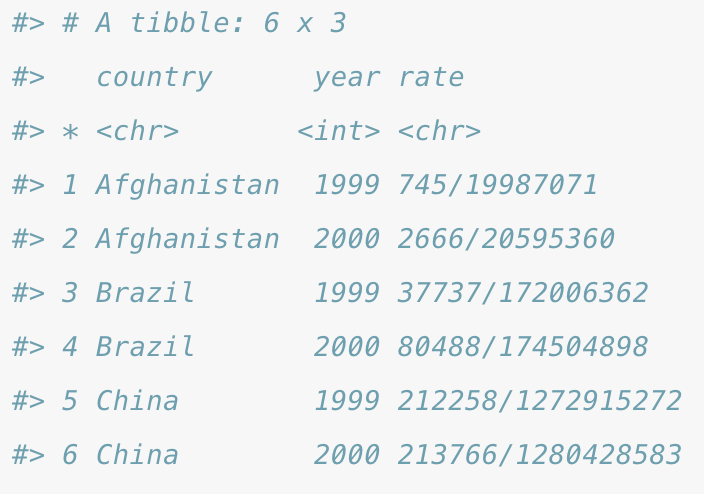 #> # A tibble: 6 x 3
#>   country      year rate
#> * <chr>       <int> <chr>
#> 1 Afghanistan  1999 745/19987071
#> 2 Afghanistan  2000 2666/20595360
#> 3 Brazil       1999 37737/172006362
#> 4 Brazil       2000 80488/174504898
#> 5 China        1999 212258/1272915272
#> 6 China        2000 213766/1280428583